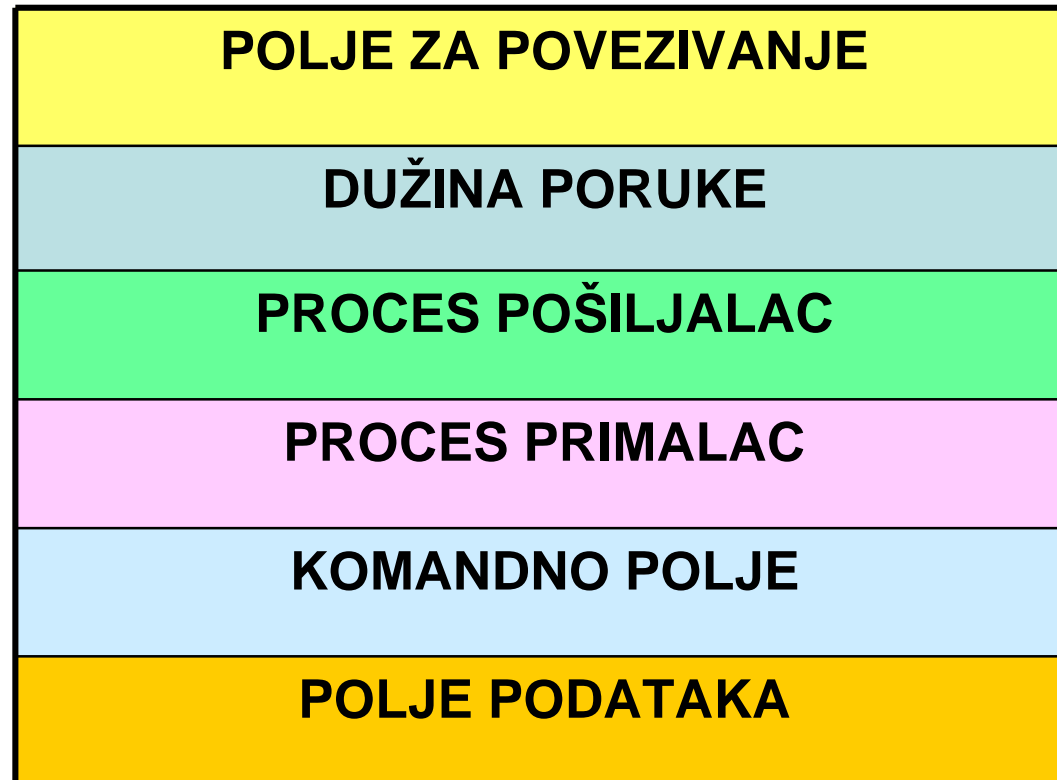 POLJE ZA POVEZIVANJE
DUŽINA PORUKE
PROCES POŠILJALAC
PROCES PRIMALAC
KOMANDNO POLJE
POLJE PODATAKA